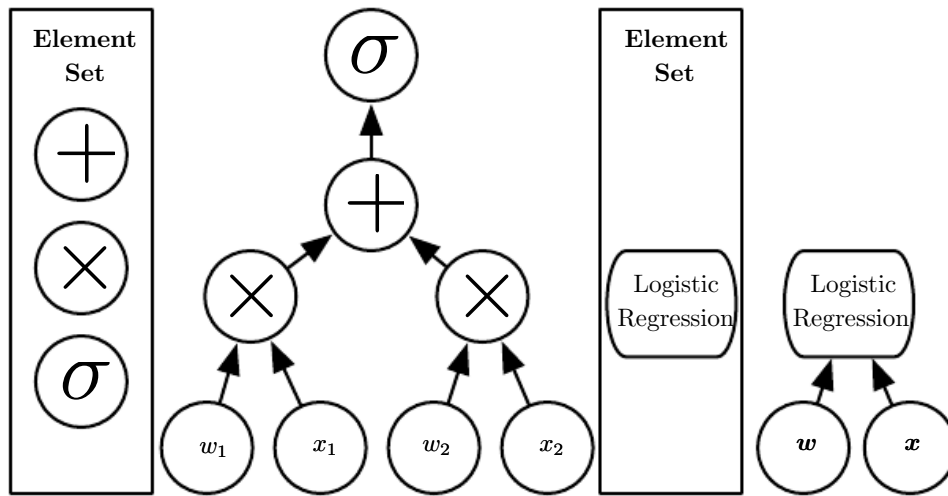 Element
Set
+
×
σ
σ
+
×
×
w₁
x₁
w₂
x₂
Element
Set
Logistic
Regression
Logistic
Regression
w
x